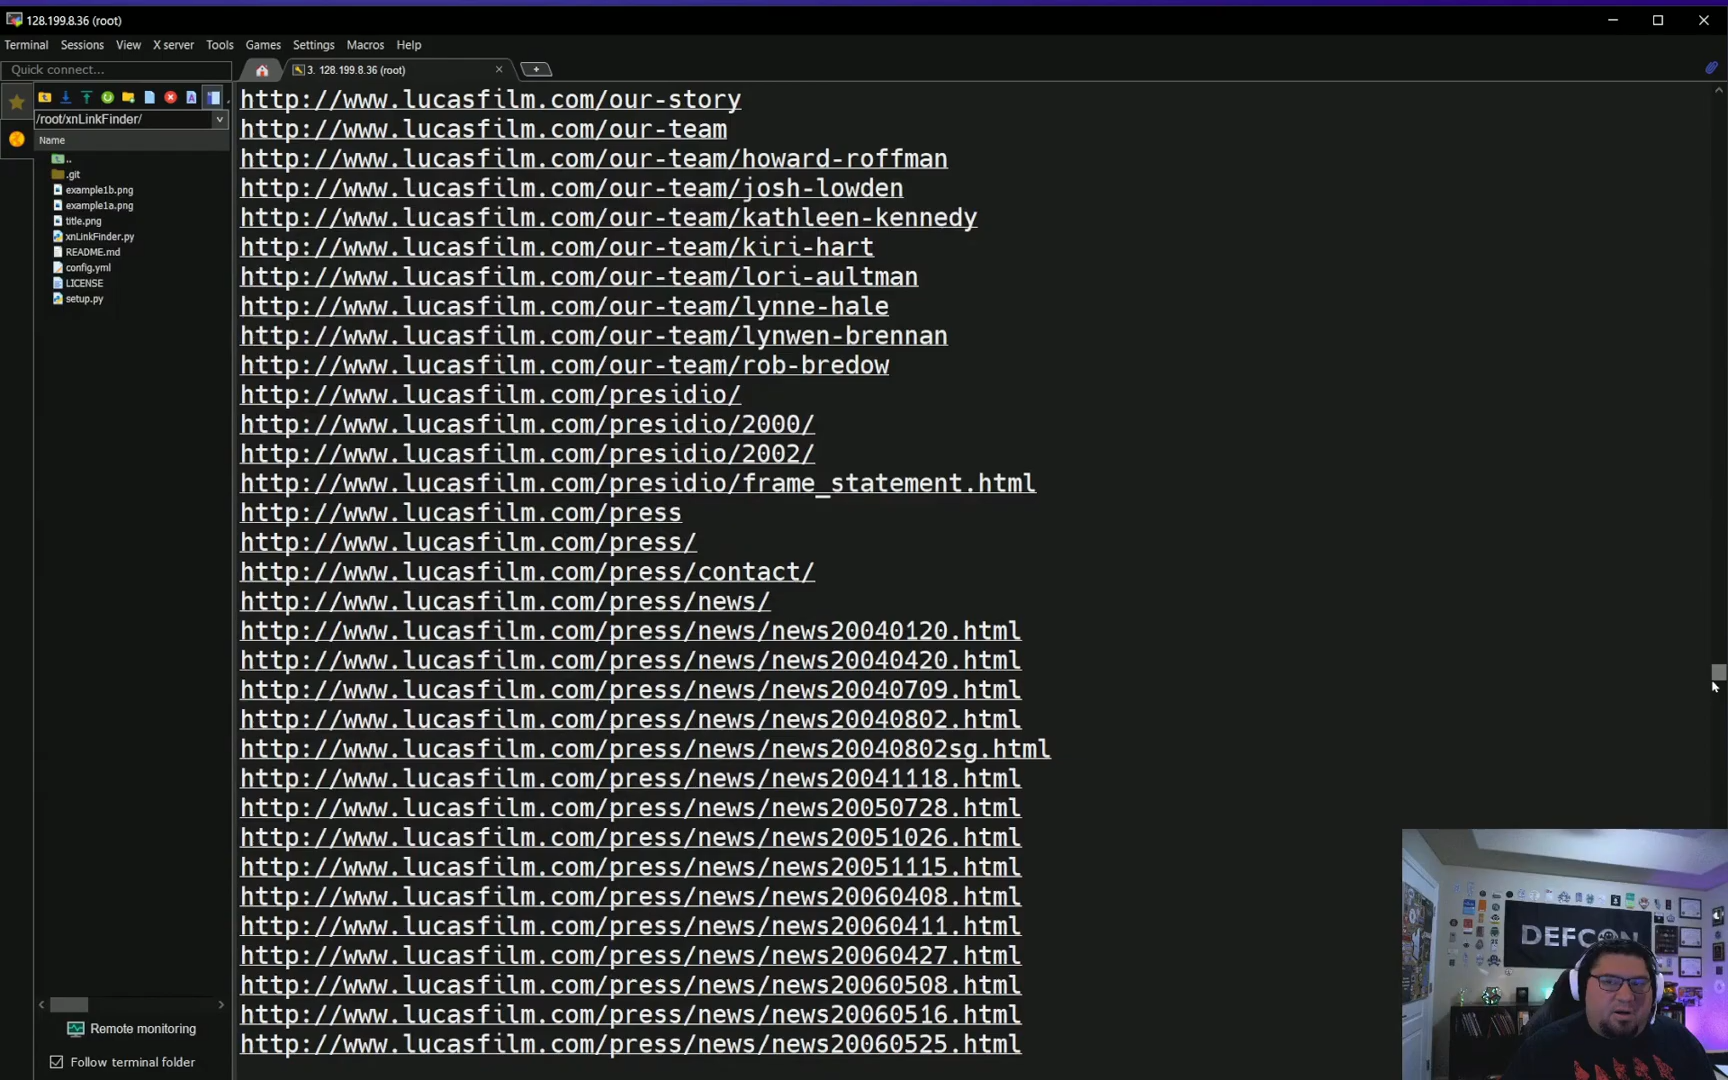 128.199.8.36 (root)
Terminal Sessions View X server Tools Games Settings Macros Help
Quick connect...
3. 128.199.8.36 (root)
/root/xnLinkFinder/
Name
..
.git
example1b.png
example1a.png
title.png
xnLinkFinder.py
README.md
config.yml
LICENSE
setup.py
Remote monitoring
Follow terminal folder
http://www.lucasfilm.com/our-story
http://www.lucasfilm.com/our-team
http://www.lucasfilm.com/our-team/howard-roffman
http://www.lucasfilm.com/our-team/josh-lowden
http://www.lucasfilm.com/our-team/kathleen-kennedy
http://www.lucasfilm.com/our-team/kiri-hart
http://www.lucasfilm.com/our-team/lori-aultman
http://www.lucasfilm.com/our-team/lynne-hale
http://www.lucasfilm.com/our-team/lynwen-brennan
http://www.lucasfilm.com/our-team/rob-bredow
http://www.lucasfilm.com/presidio/
http://www.lucasfilm.com/presidio/2000/
http://www.lucasfilm.com/presidio/2002/
http://www.lucasfilm.com/presidio/frame_statement.html
http://www.lucasfilm.com/press
http://www.lucasfilm.com/press/
http://www.lucasfilm.com/press/contact/
http://www.lucasfilm.com/press/news/
http://www.lucasfilm.com/press/news/news20040120.html
http://www.lucasfilm.com/press/news/news20040420.html
http://www.lucasfilm.com/press/news/news20040709.html
http://www.lucasfilm.com/press/news/news20040802.html
http://www.lucasfilm.com/press/news/news20040802sg.html
http://www.lucasfilm.com/press/news/news20041118.html
http://www.lucasfilm.com/press/news/news20050728.html
http://www.lucasfilm.com/press/news/news20051026.html
http://www.lucasfilm.com/press/news/news20051115.html
http://www.lucasfilm.com/press/news/news20060408.html
http://www.lucasfilm.com/press/news/news20060411.html
http://www.lucasfilm.com/press/news/news20060427.html
http://www.lucasfilm.com/press/news/news20060508.html
http://www.lucasfilm.com/press/news/news20060516.html
http://www.lucasfilm.com/press/news/news20060525.html
DEFCON